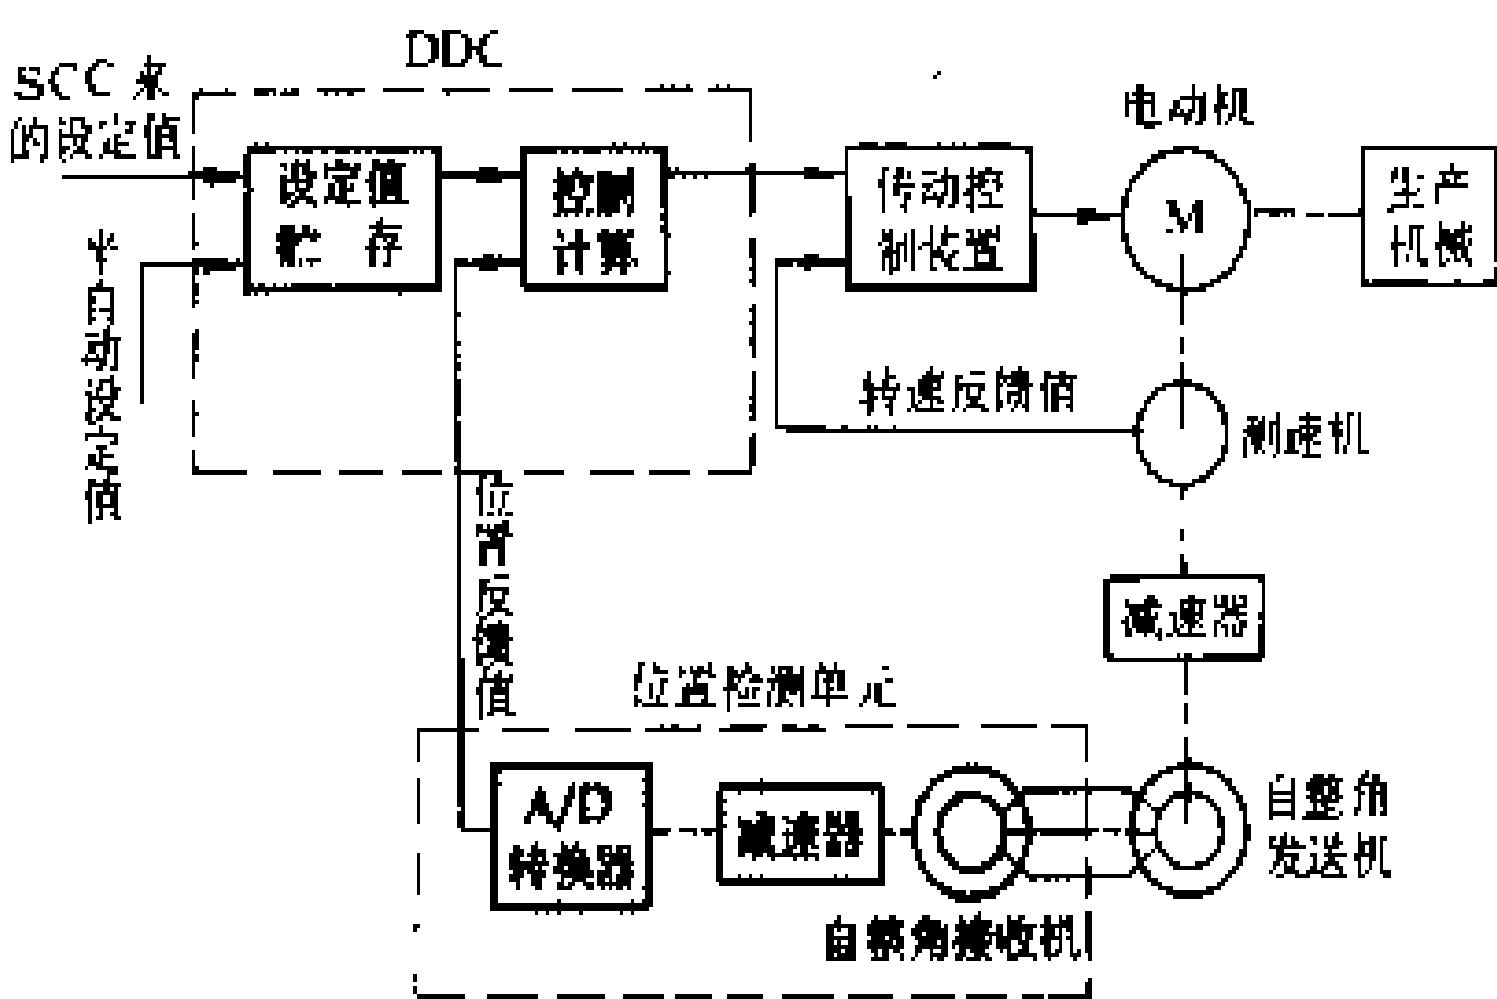 DDC
SCC 来
的设定值
设定值
贮 存
控制
计算
传动控
制装置
电动机
M
生产
机械
半自动设定值
转速反馈值
测速机
位置反馈值
减速器
位置检测单元
A/D
转换器
减速器
自整角
发送机
自整角接收机